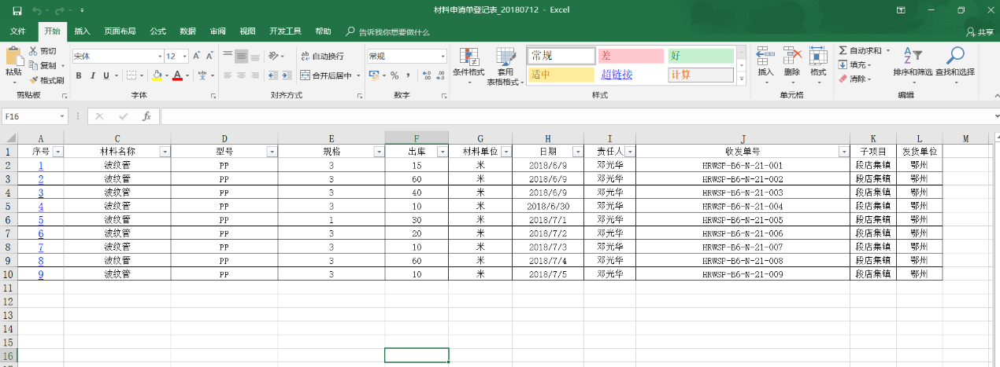 材料申请单登记表_20180712 - Excel
文件 开始 插入 页面布局 公式 数据 审阅 视图 开发工具 帮助 告诉我你想要做什么 共享
剪切 宋体 12 A A ab 自动换行 常规 常规 差 好 Σ 自动求和
粘贴 复制 条件格式 套用 表格格式 插入 删除 格式 填充 排序和筛选 查找和选择
格式刷 B I U A 合并后居中 % , 适中 超链接 计算 清除
剪贴板 字体 对齐方式 数字 样式 单元格 编辑
F16 fx
A C D E F G H I J K L M
1 序号 材料名称 型号 规格 出库 材料单位 日期 责任人 收发单号 子项目 发货单位
2 1 波纹管 PP 3 15 米 2018/6/9 邓光华 HRWSP-B6-N-21-001 段店集镇 鄂州
3 2 波纹管 PP 3 60 米 2018/6/9 邓光华 HRWSP-B6-N-21-002 段店集镇 鄂州
4 3 波纹管 PP 3 40 米 2018/6/9 邓光华 HRWSP-B6-N-21-003 段店集镇 鄂州
5 4 波纹管 PP 3 10 米 2018/6/30 邓光华 HRWSP-B6-N-21-004 段店集镇 鄂州
6 5 波纹管 PP 1 30 米 2018/7/1 邓光华 HRWSP-B6-N-21-005 段店集镇 鄂州
7 6 波纹管 PP 3 20 米 2018/7/2 邓光华 HRWSP-B6-N-21-006 段店集镇 鄂州
8 7 波纹管 PP 3 10 米 2018/7/3 邓光华 HRWSP-B6-N-21-007 段店集镇 鄂州
9 8 波纹管 PP 3 60 米 2018/7/4 邓光华 HRWSP-B6-N-21-008 段店集镇 鄂州
10 9 波纹管 PP 3 10 米 2018/7/5 邓光华 HRWSP-B6-N-21-009 段店集镇 鄂州
11
12
13
14
15
16